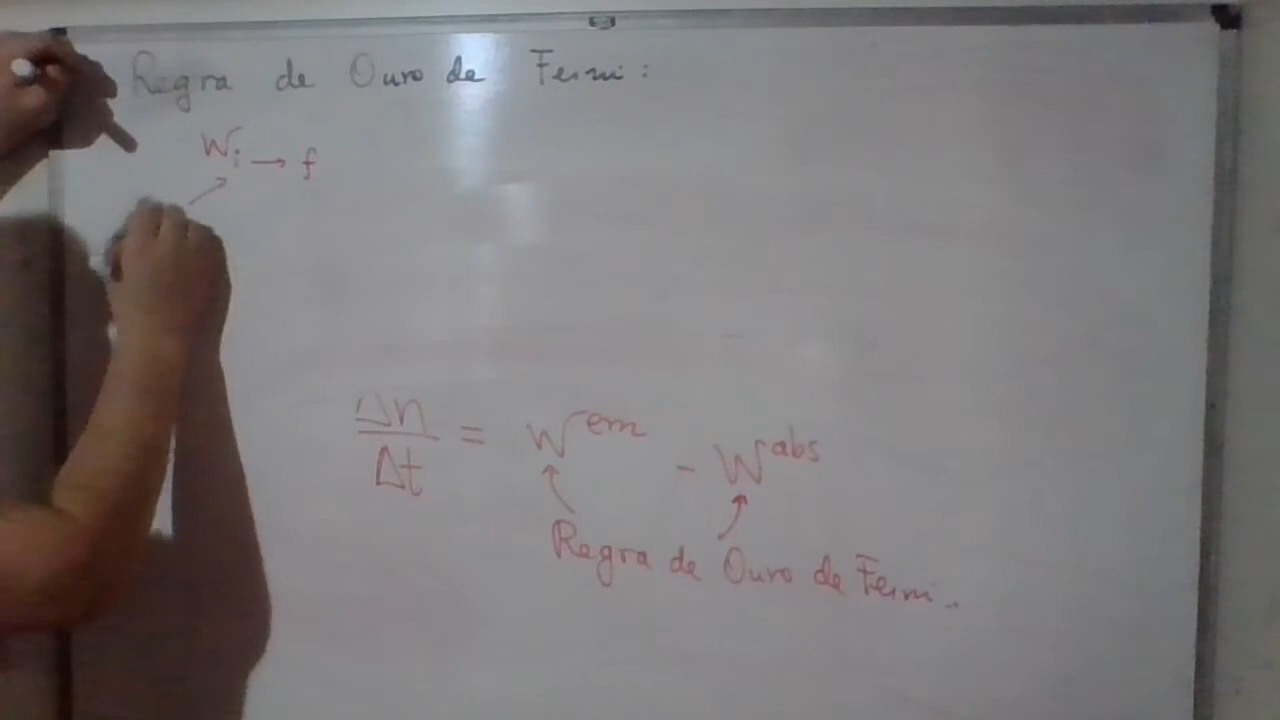 Regra de Ouro de Fermi:
Wi → f
Δn/Δt = W^em - W^abs
Regra de Ouro de Fermi.